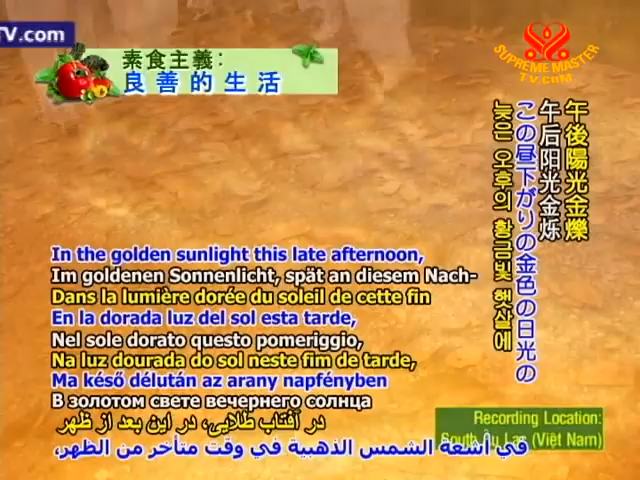 TV.com
素食主義:
良善的生活
SUPREME MASTER
TV.COM
午後陽光金爍
午后阳光金烁
この昼下がりの金色の日光の
늦은 오후의 황금빛 햇살에
In the golden sunlight this late afternoon,
Im goldenen Sonnenlicht, spät an diesem Nach-
Dans la lumière dorée du soleil de cette fin
En la dorada luz del sol esta tarde,
Nel sole dorato questo pomeriggio,
Na luz dourada do sol neste fim de tarde,
Ma késő délután az arany napfényben
В золотом свете вечернего солнца
در آفتاب طلایی، در این بعد از ظهر
في أشعة الشمس الذهبية في وقت متأخر من الظهر،
Recording Location:
South Âu Lạc (Việt Nam)